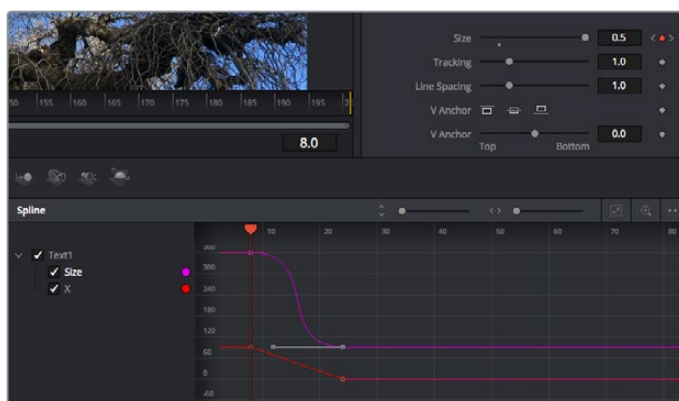 Size 0.5
Tracking 1.0
Line Spacing 1.0
V Anchor
V Anchor 0.0
Top Bottom
50 155 160 165 170 175 180 185 190 195
8.0
Spline
10 20 30 40 50 60 70 80
Text1
Size
X
360
300
240
180
120
60
0
-60